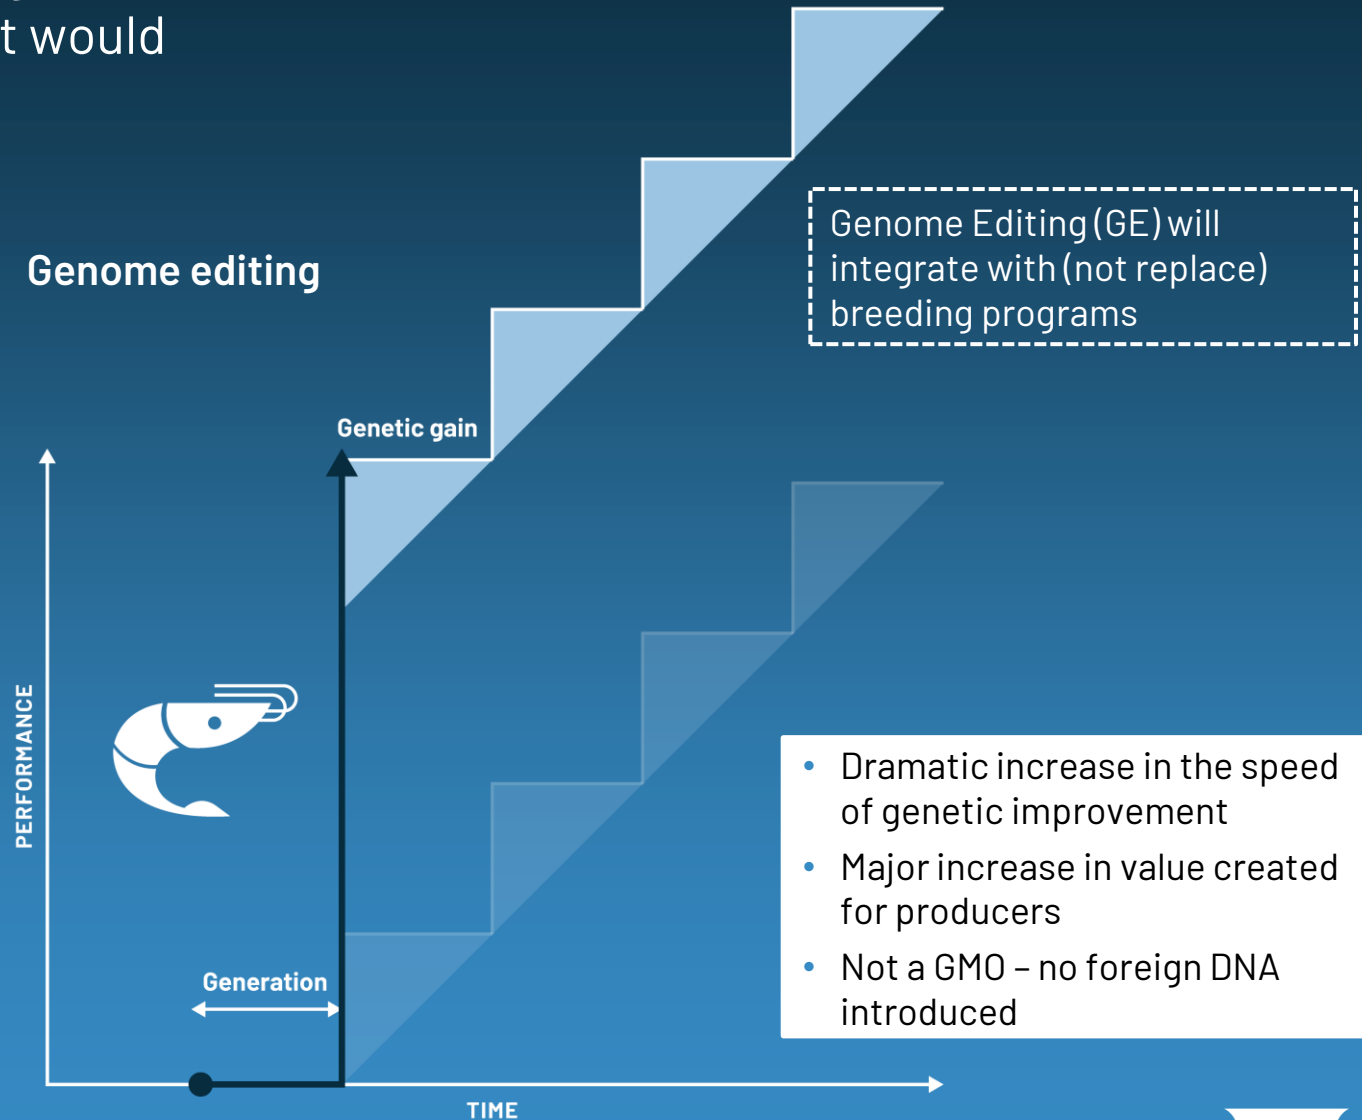 t would
Genome editing
Genome Editing (GE) will
integrate with (not replace)
breeding programs
Genetic gain
PERFORMANCE
• Dramatic increase in the speed
of genetic improvement
• Major increase in value created
for producers
• Not a GMO – no foreign DNA
introduced
Generation
TIME